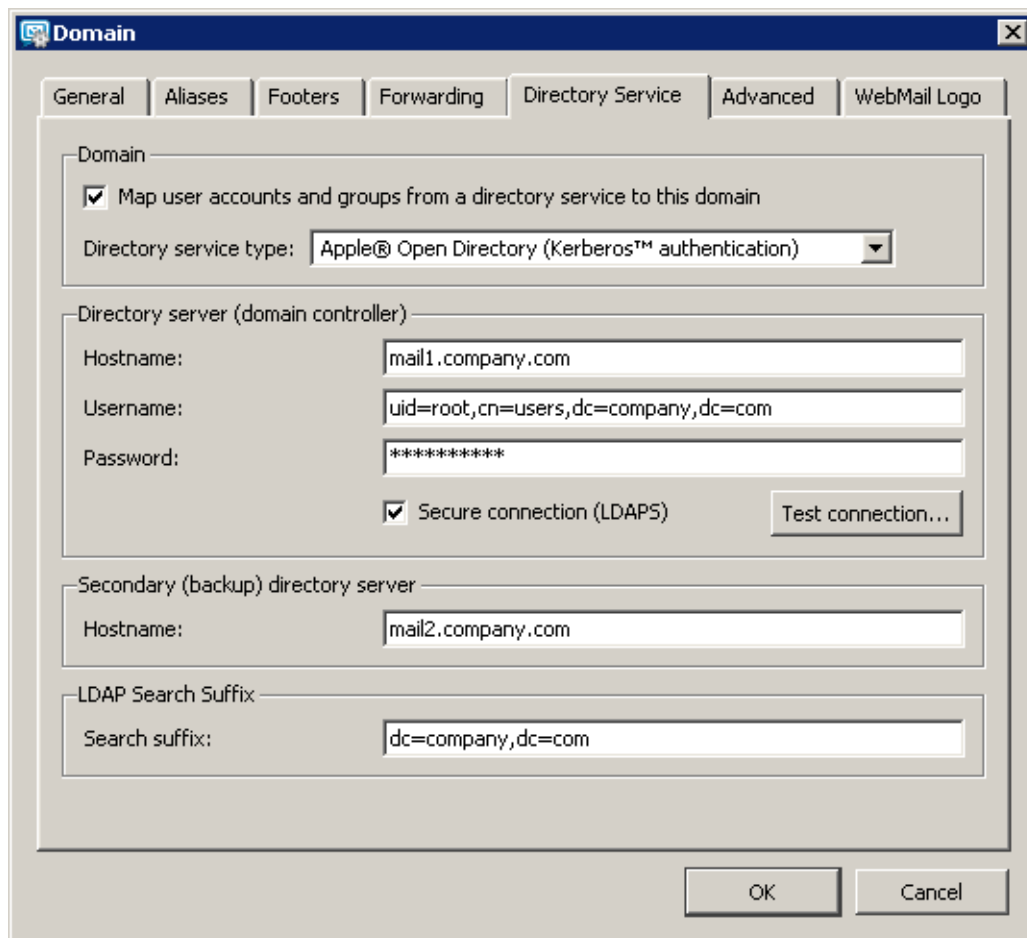 Domain
General Aliases Footers Forwarding Directory Service Advanced WebMail Logo
Domain
Map user accounts and groups from a directory service to this domain
Directory service type: Apple® Open Directory (Kerberos™ authentication)
Directory server (domain controller)
Hostname: mail1.company.com
Username: uid=root,cn=users,dc=company,dc=com
Password: **********
Secure connection (LDAPS) Test connection...
Secondary (backup) directory server
Hostname: mail2.company.com
LDAP Search Suffix
Search suffix: dc=company,dc=com
OK Cancel